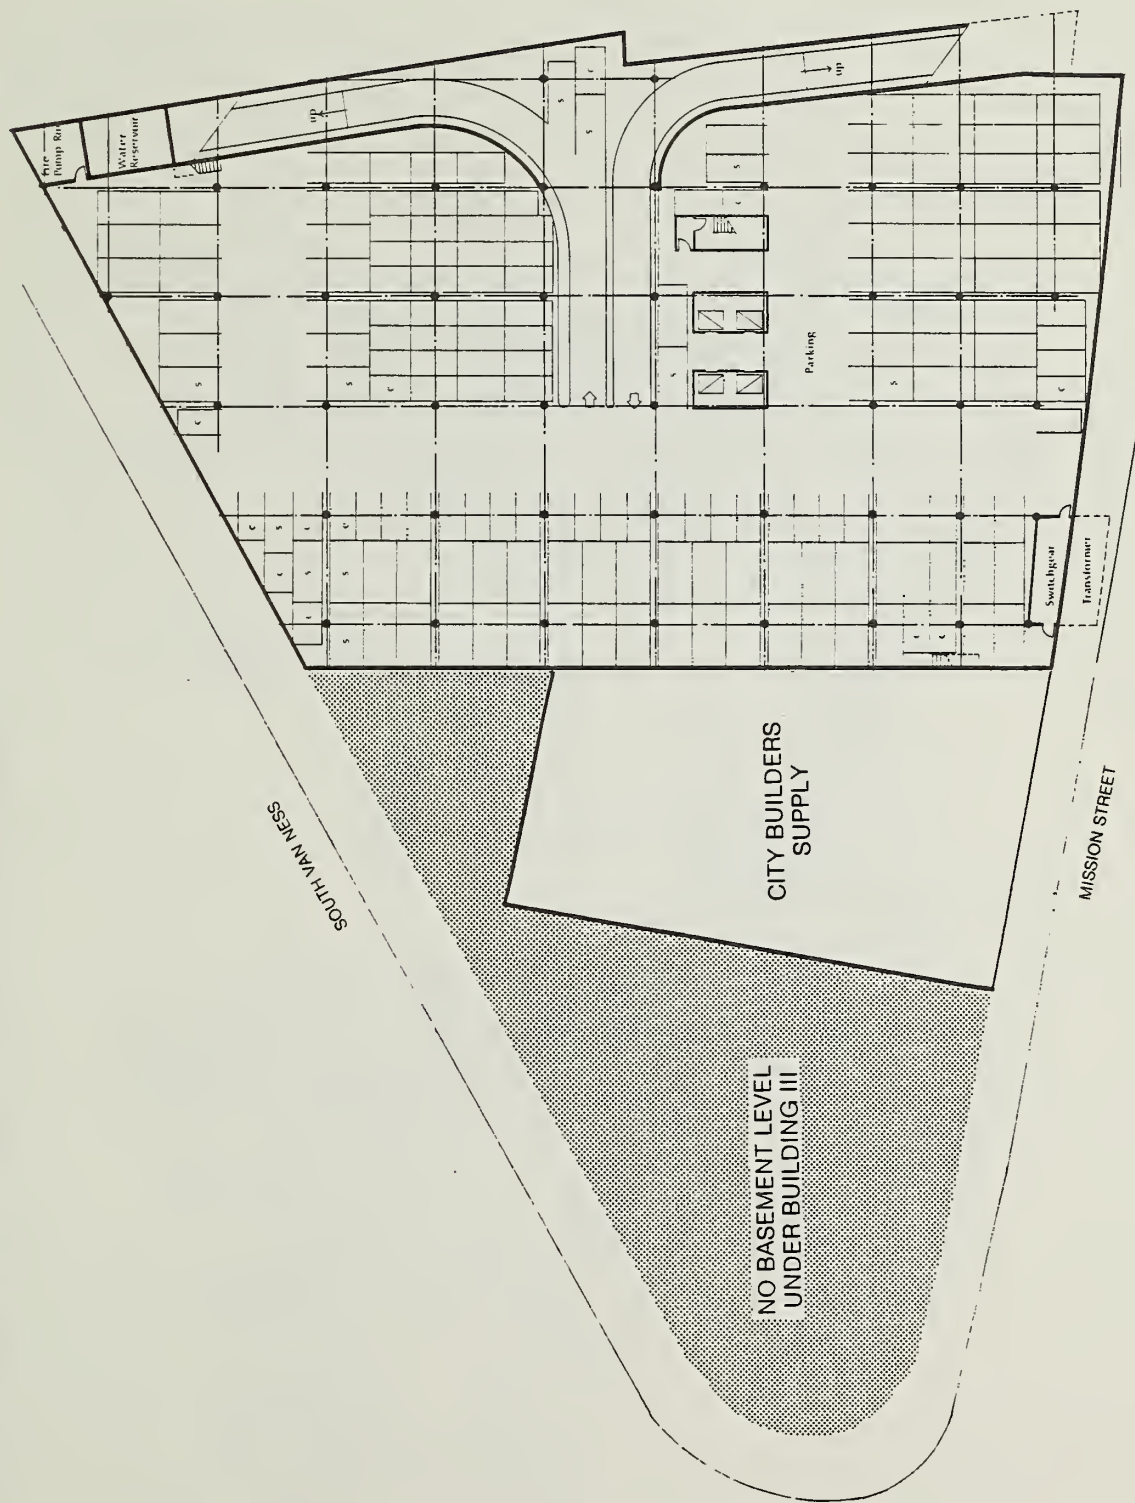 Fire
Pump Rm
Water
Reservoir
up
up
Parking
Switchgear
Transformer
SOUTH VAN NESS
CITY BUILDERS
SUPPLY
MISSION STREET
NO BASEMENT LEVEL
UNDER BUILDING III
S
C
S
S
C
S
C
S
C
S
C
S
S
C
C
S
C
C
C
S
S
C
S
S
C
C